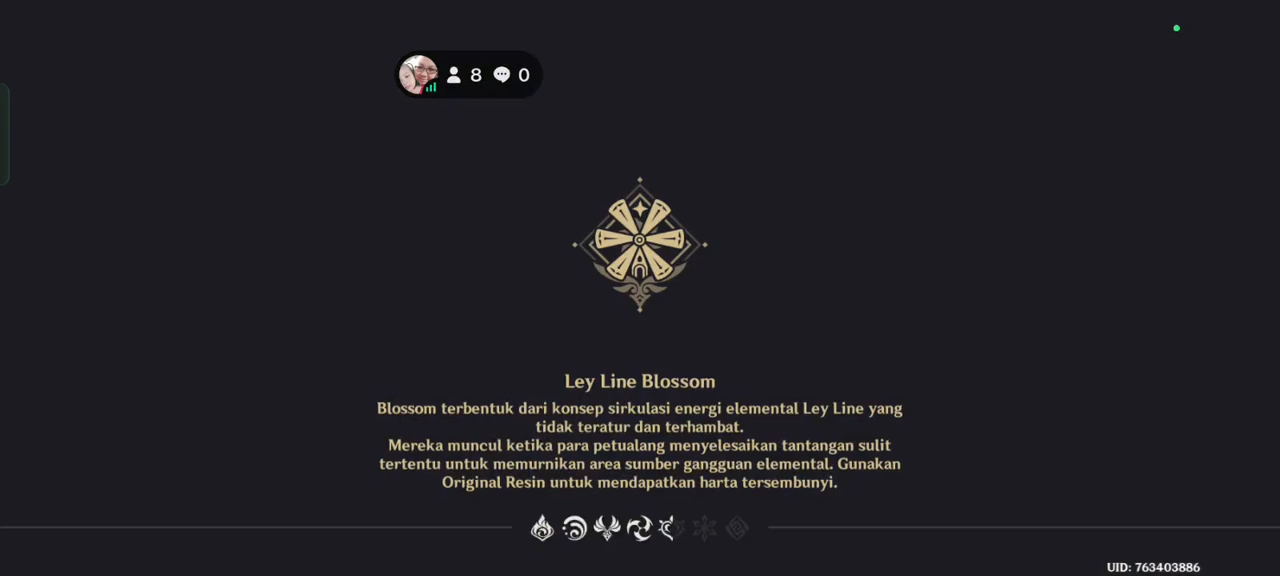 8 0
Ley Line Blossom
Blossom terbentuk dari konsep sirkulasi energi elemental Ley Line yang
tidak teratur dan terhambat.
Mereka muncul ketika para petualang menyelesaikan tantangan sulit
tertentu untuk memurnikan area sumber gangguan elemental. Gunakan
Original Resin untuk mendapatkan harta tersembunyi.
UID: 763403886